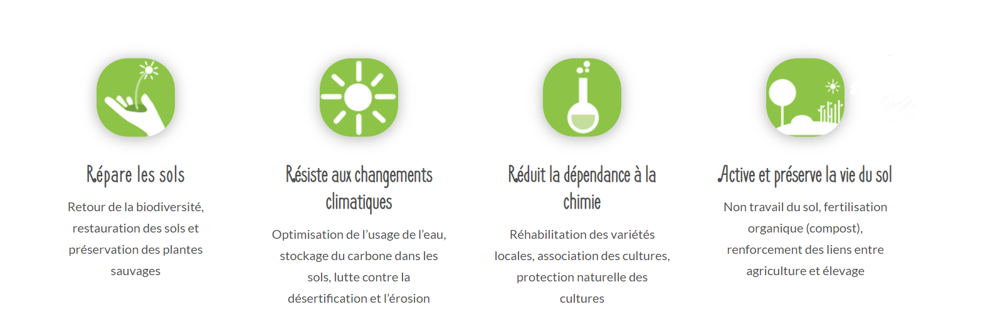 Répare les sols
Retour de la biodiversité,
restauration des sols et
préservation des plantes
sauvages
Résiste aux changements
climatiques
Optimisation de l’usage de l’eau,
stockage du carbone dans les
sols, lutte contre la
désertification et l’érosion
Réduit la dépendance à la
chimie
Réhabilitation des variétés
locales, association des cultures,
protection naturelle des
cultures
Active et préserve la vie du sol
Non travail du sol, fertilisation
organique (compost),
renforcement des liens entre
agriculture et élevage